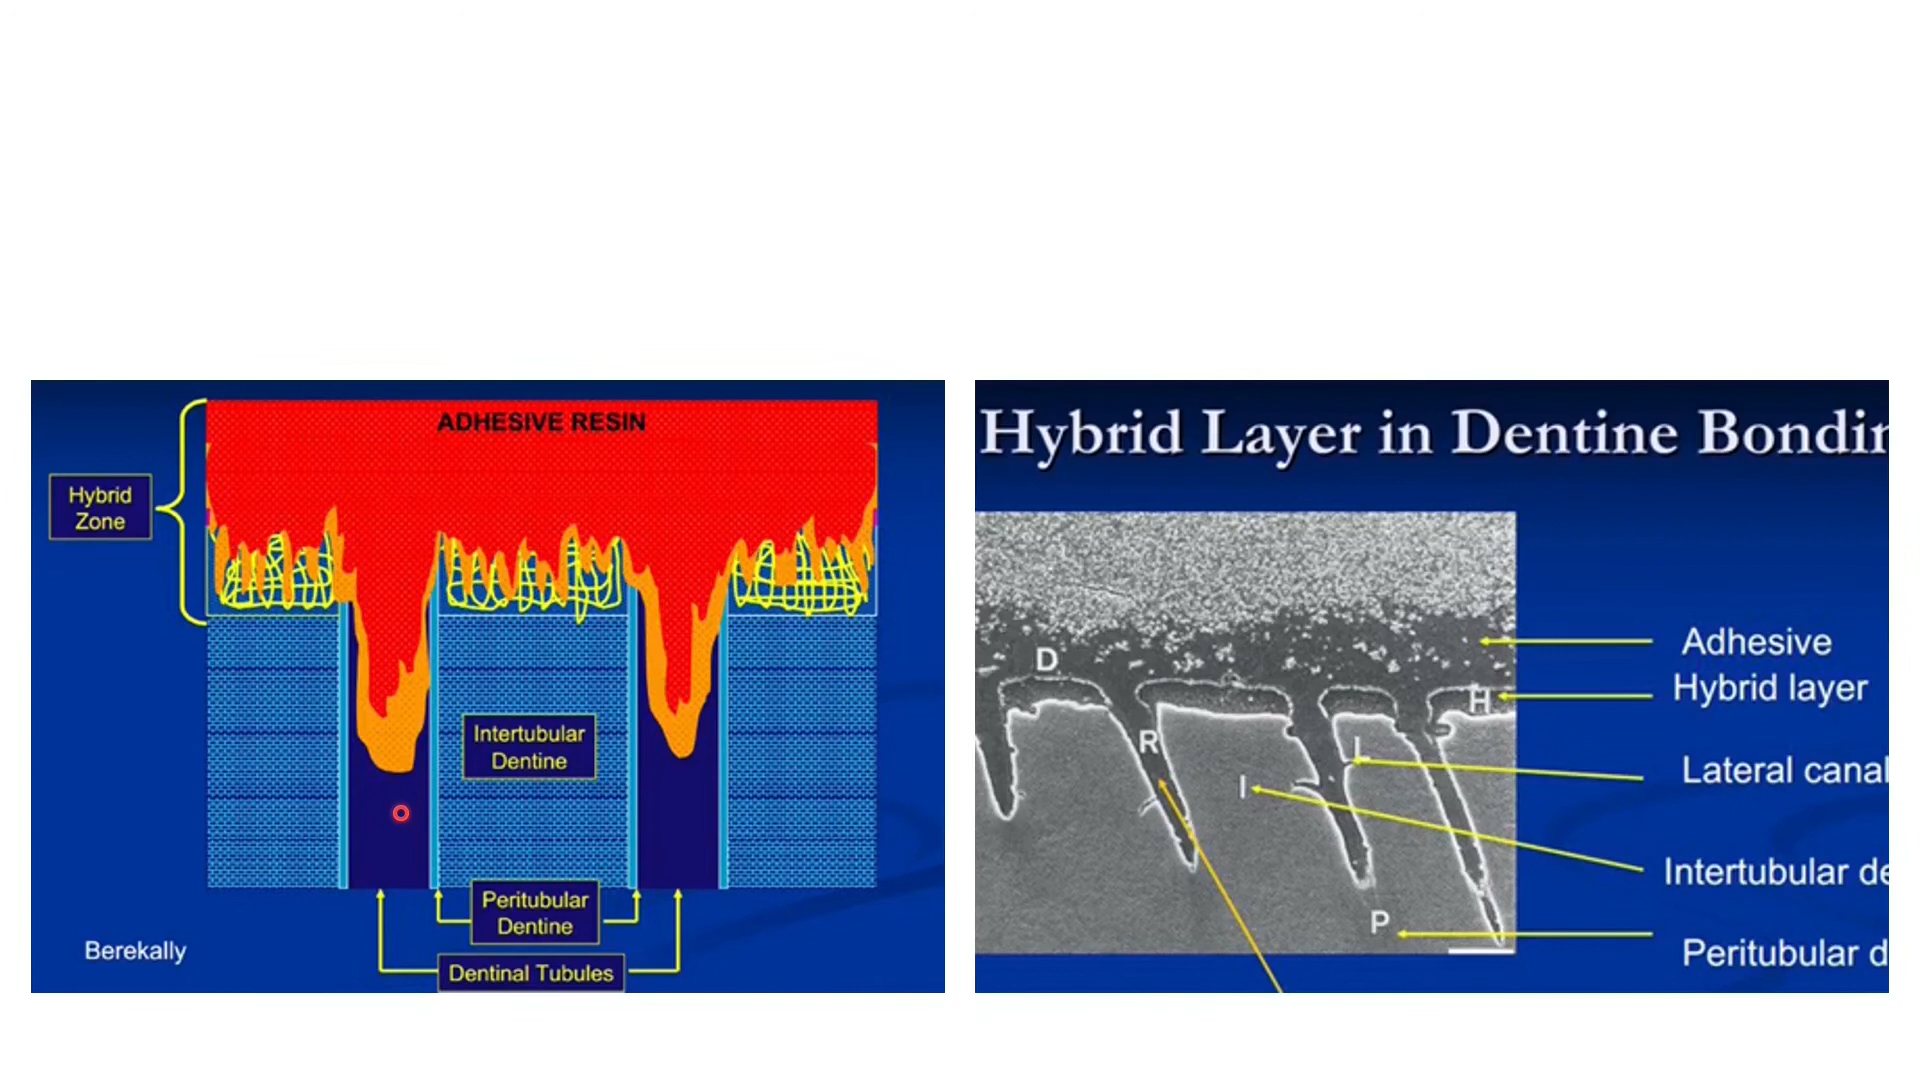 ADHESIVE RESIN
Hybrid
Zone
Intertubular
Dentine
Peritubular
Dentine
Berekally
Dentinal Tubules
Hybrid Layer in Dentine Bondin
D
Adhesive
H
Hybrid layer
R
L
Lateral canal
I
Intertubular de
P
Peritubular d